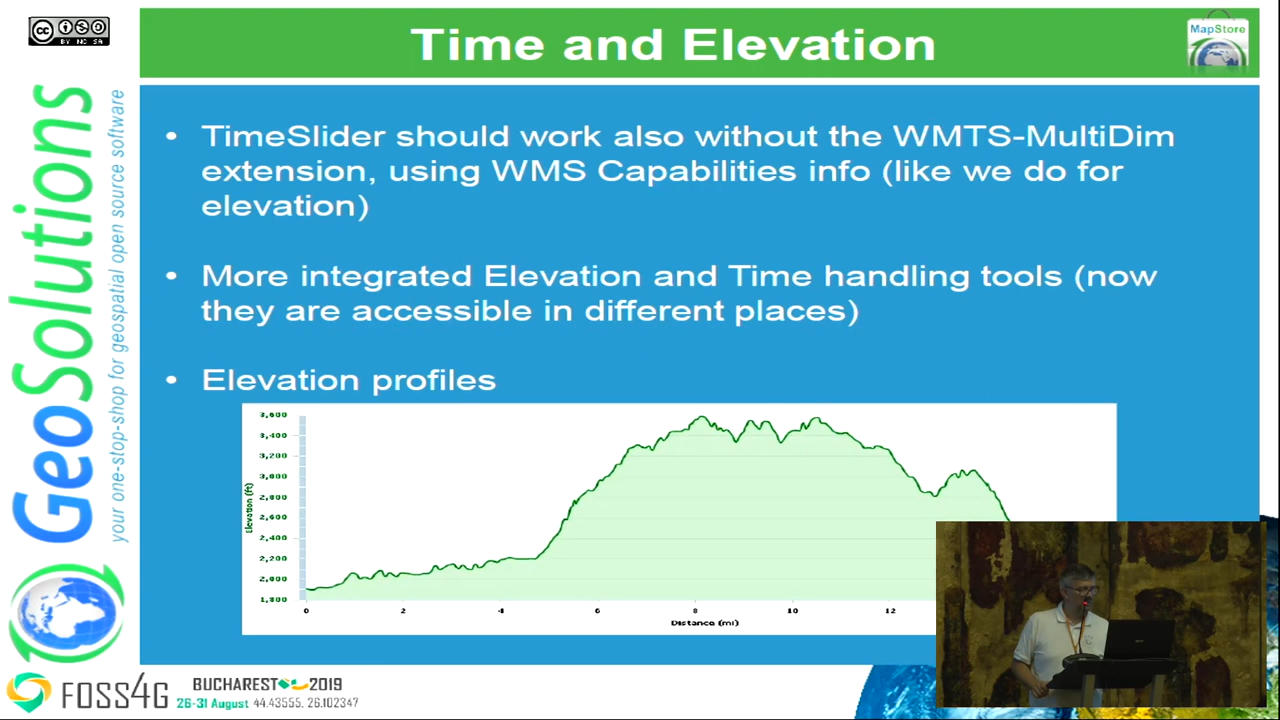 Time and Elevation
MapStore
BY NC SA
GeoSolutions
your one-stop-shop for geospatial open source software
• TimeSlider should work also without the WMTS-MultiDim
extension, using WMS Capabilities info (like we do for
elevation)
• More integrated Elevation and Time handling tools (now
they are accessible in different places)
• Elevation profiles
Elevation (ft)
3,600
3,400
3,200
3,000
2,800
2,600
2,400
2,200
2,000
1,800
0 2 4 6 8 10 12
Distance (mi)
FOSS4G
BUCHAREST 2019
26-31 August 44.43555, 26.102347